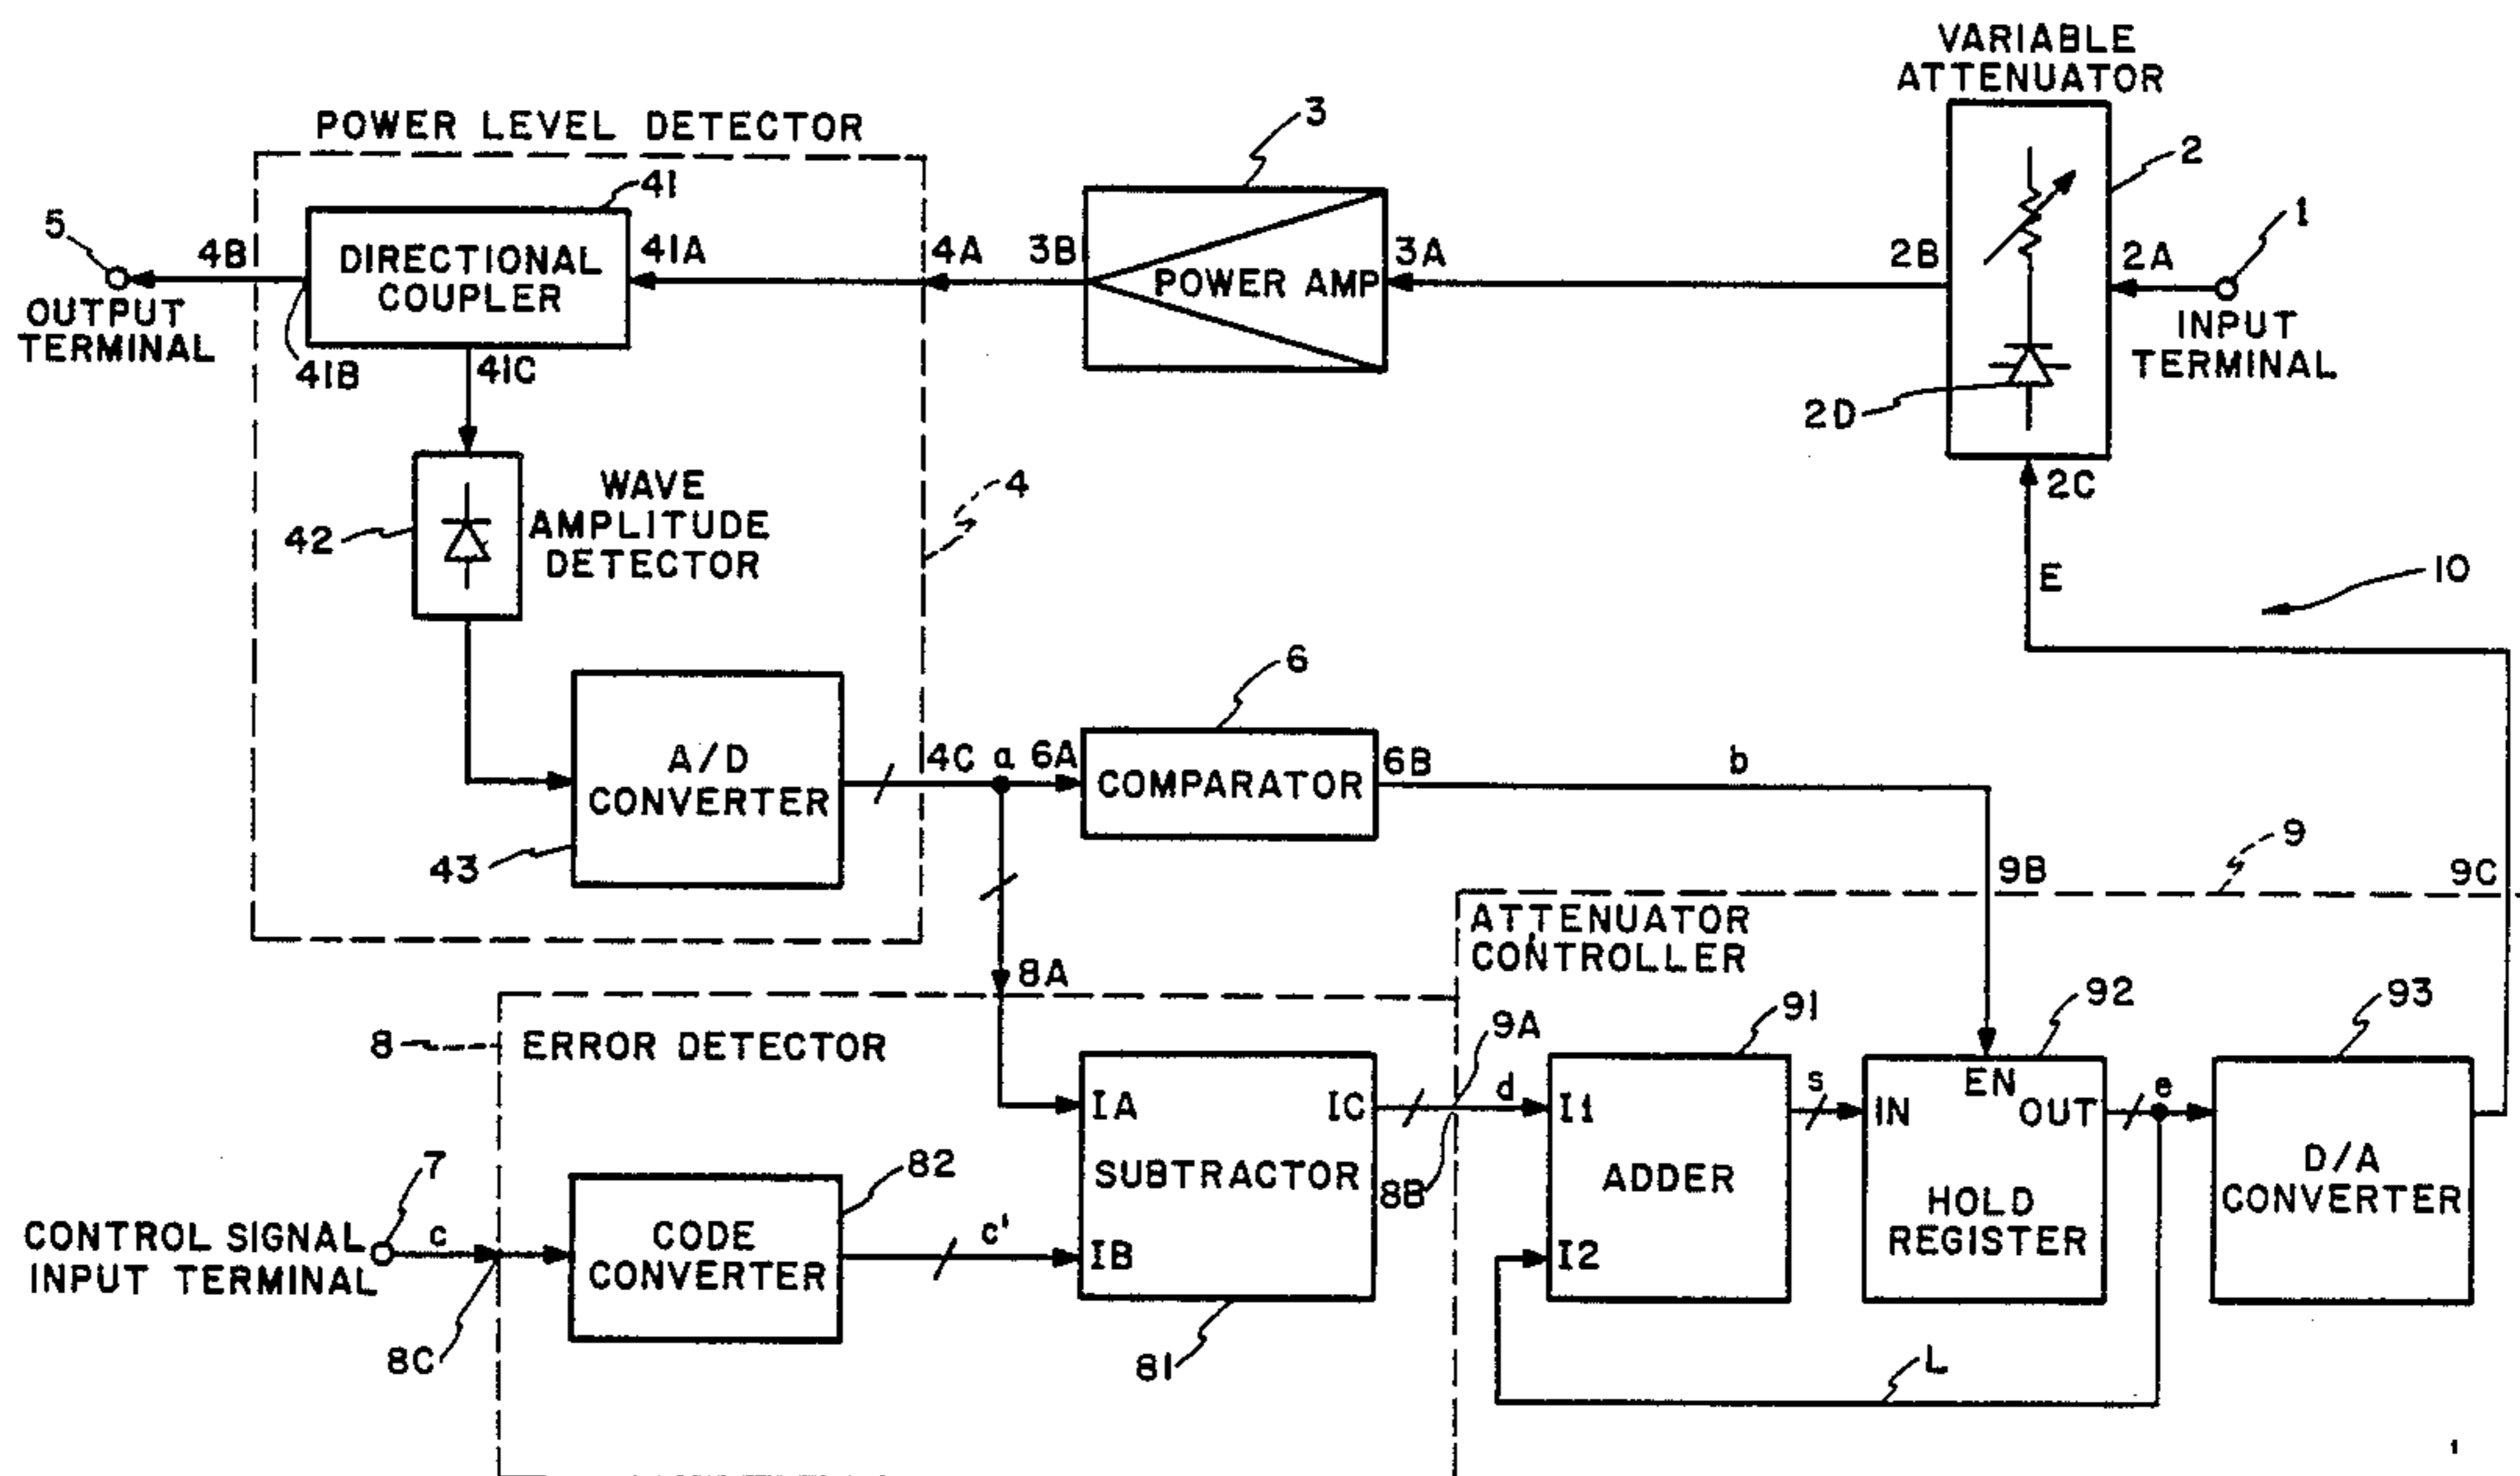 VARIABLE
ATTENUATOR
POWER LEVEL DETECTOR
3
2
1
5
4B
41
DIRECTIONAL
COUPLER
41A
4A
3B
POWER AMP
3A
2B
2A
OUTPUT
TERMINAL
INPUT
TERMINAL
41B
41C
2D
2C
WAVE
AMPLITUDE
DETECTOR
42
4
E
10
6
A/D
CONVERTER
43
4C a 6A
COMPARATOR
6B
b
9B
9
9C
ATTENUATOR
CONTROLLER
8A
8
ERROR DETECTOR
9A
91
92
93
IA
IC
SUBTRACTOR
IB
8B
d
I1
ADDER
I2
s
IN
EN
OUT
HOLD
REGISTER
e
D/A
CONVERTER
7
CONTROL SIGNAL
INPUT TERMINAL
c
8C
82
CODE
CONVERTER
c'
81
L